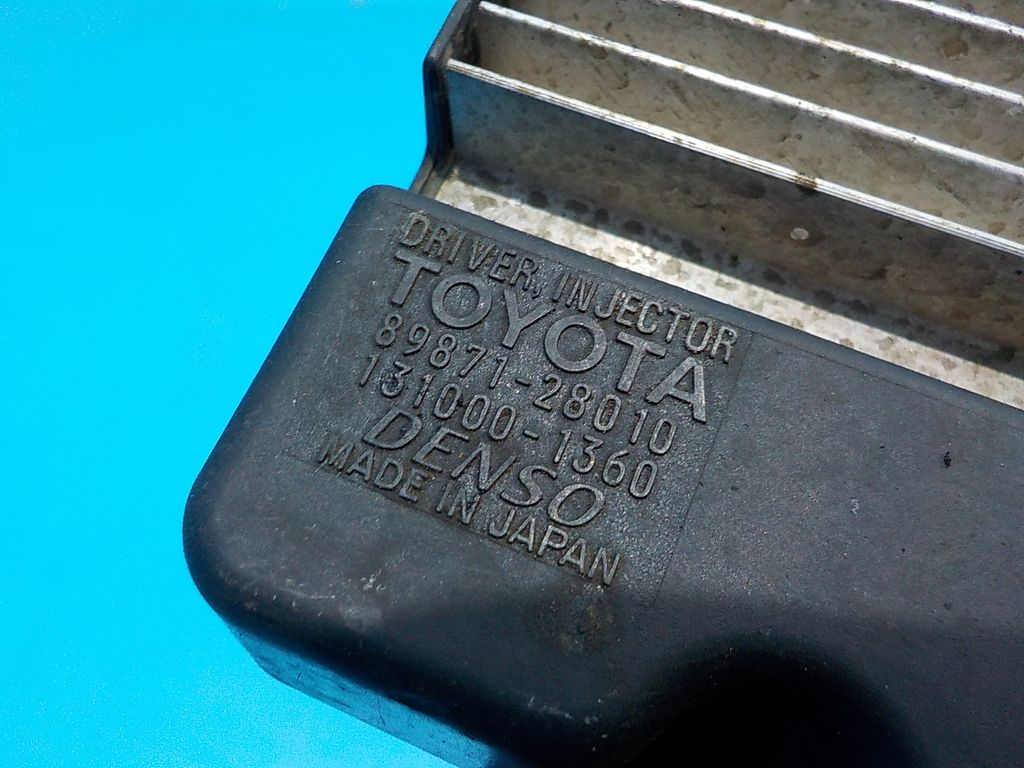 DRIVER, INJECTOR
TOYOTA
89871-28010
131000-1360
DENSO
MADE IN JAPAN